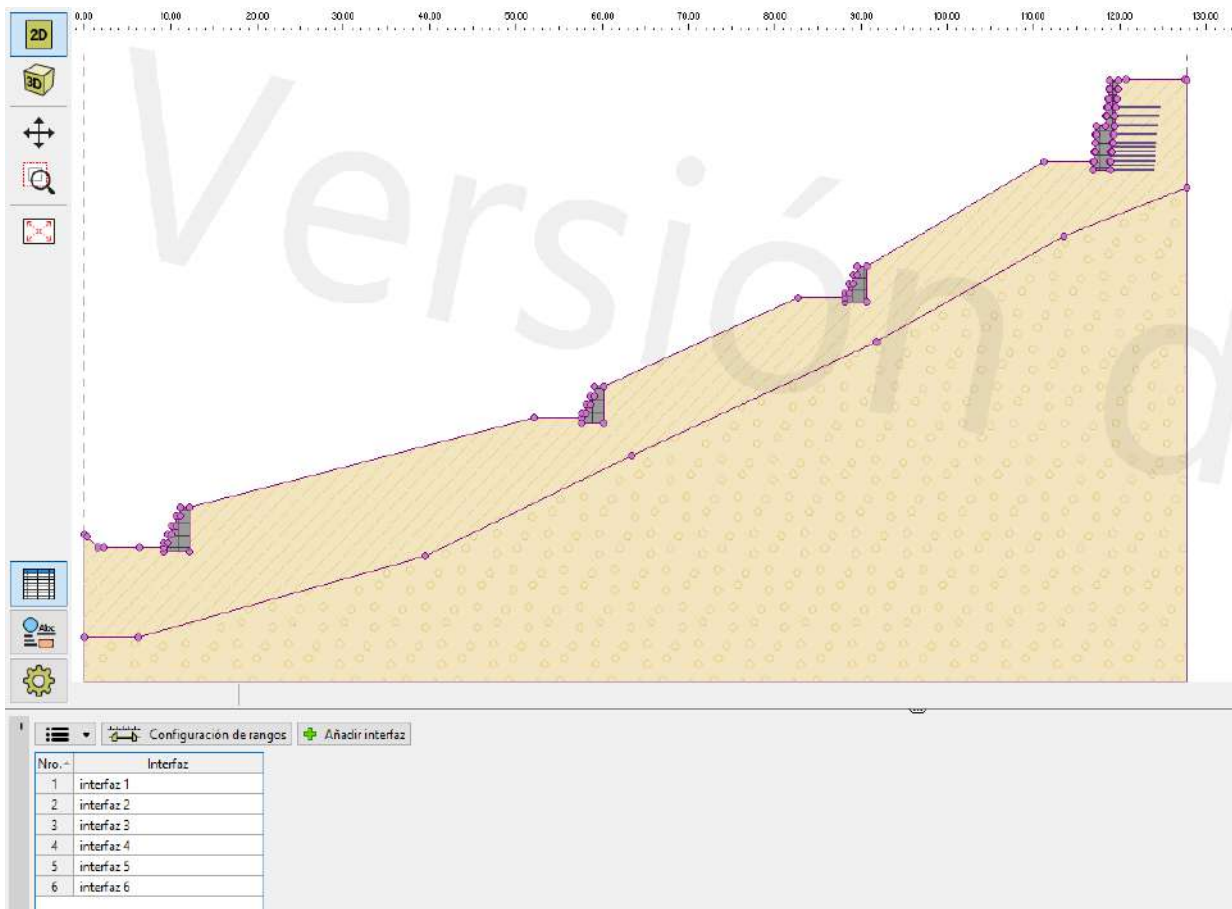 0,00 10,00 20,00 30,00 40,00 50,00 60,00 70,00 80,00 90,00 100,00 110,00 120,00 130,00
2D
3D
Versión d
Abc
Configuración de rangos Añadir interfaz
Nro. Interfaz
1 interfaz 1
2 interfaz 2
3 interfaz 3
4 interfaz 4
5 interfaz 5
6 interfaz 6